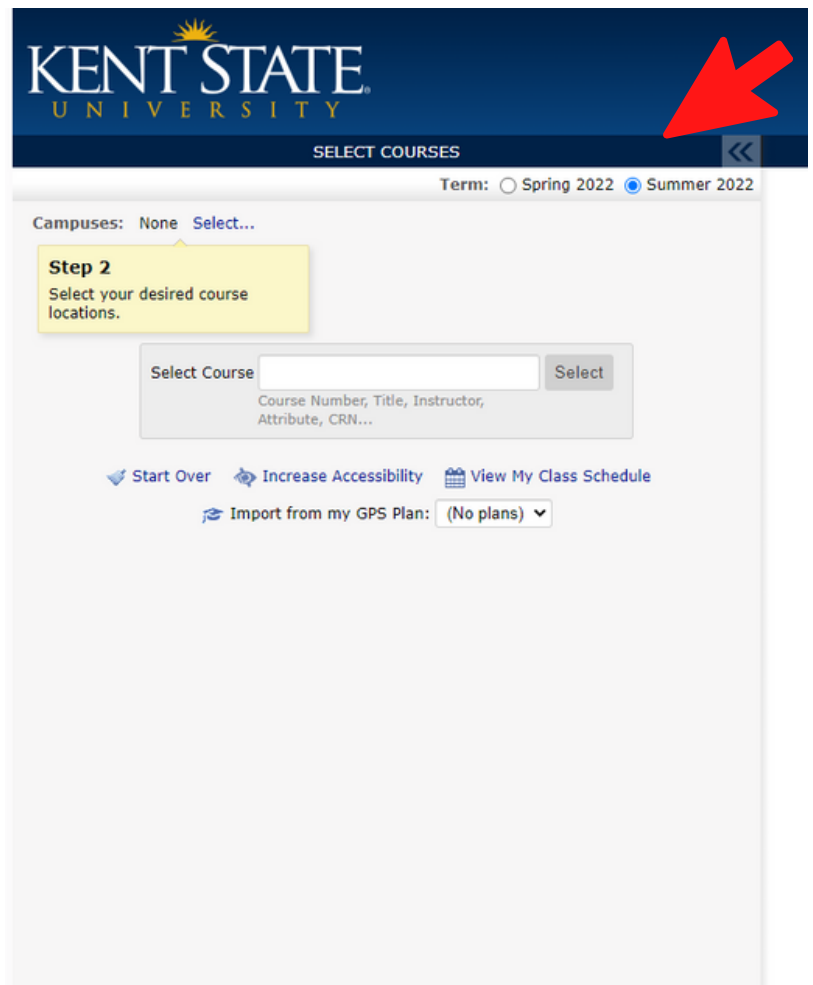 KENT STATE
UNIVERSITY
SELECT COURSES
Term: Spring 2022 Summer 2022
Campuses: None Select...
Step 2
Select your desired course
locations.
Select Course Select
Course Number, Title, Instructor,
Attribute, CRN...
Start Over Increase Accessibility View My Class Schedule
Import from my GPS Plan: (No plans)